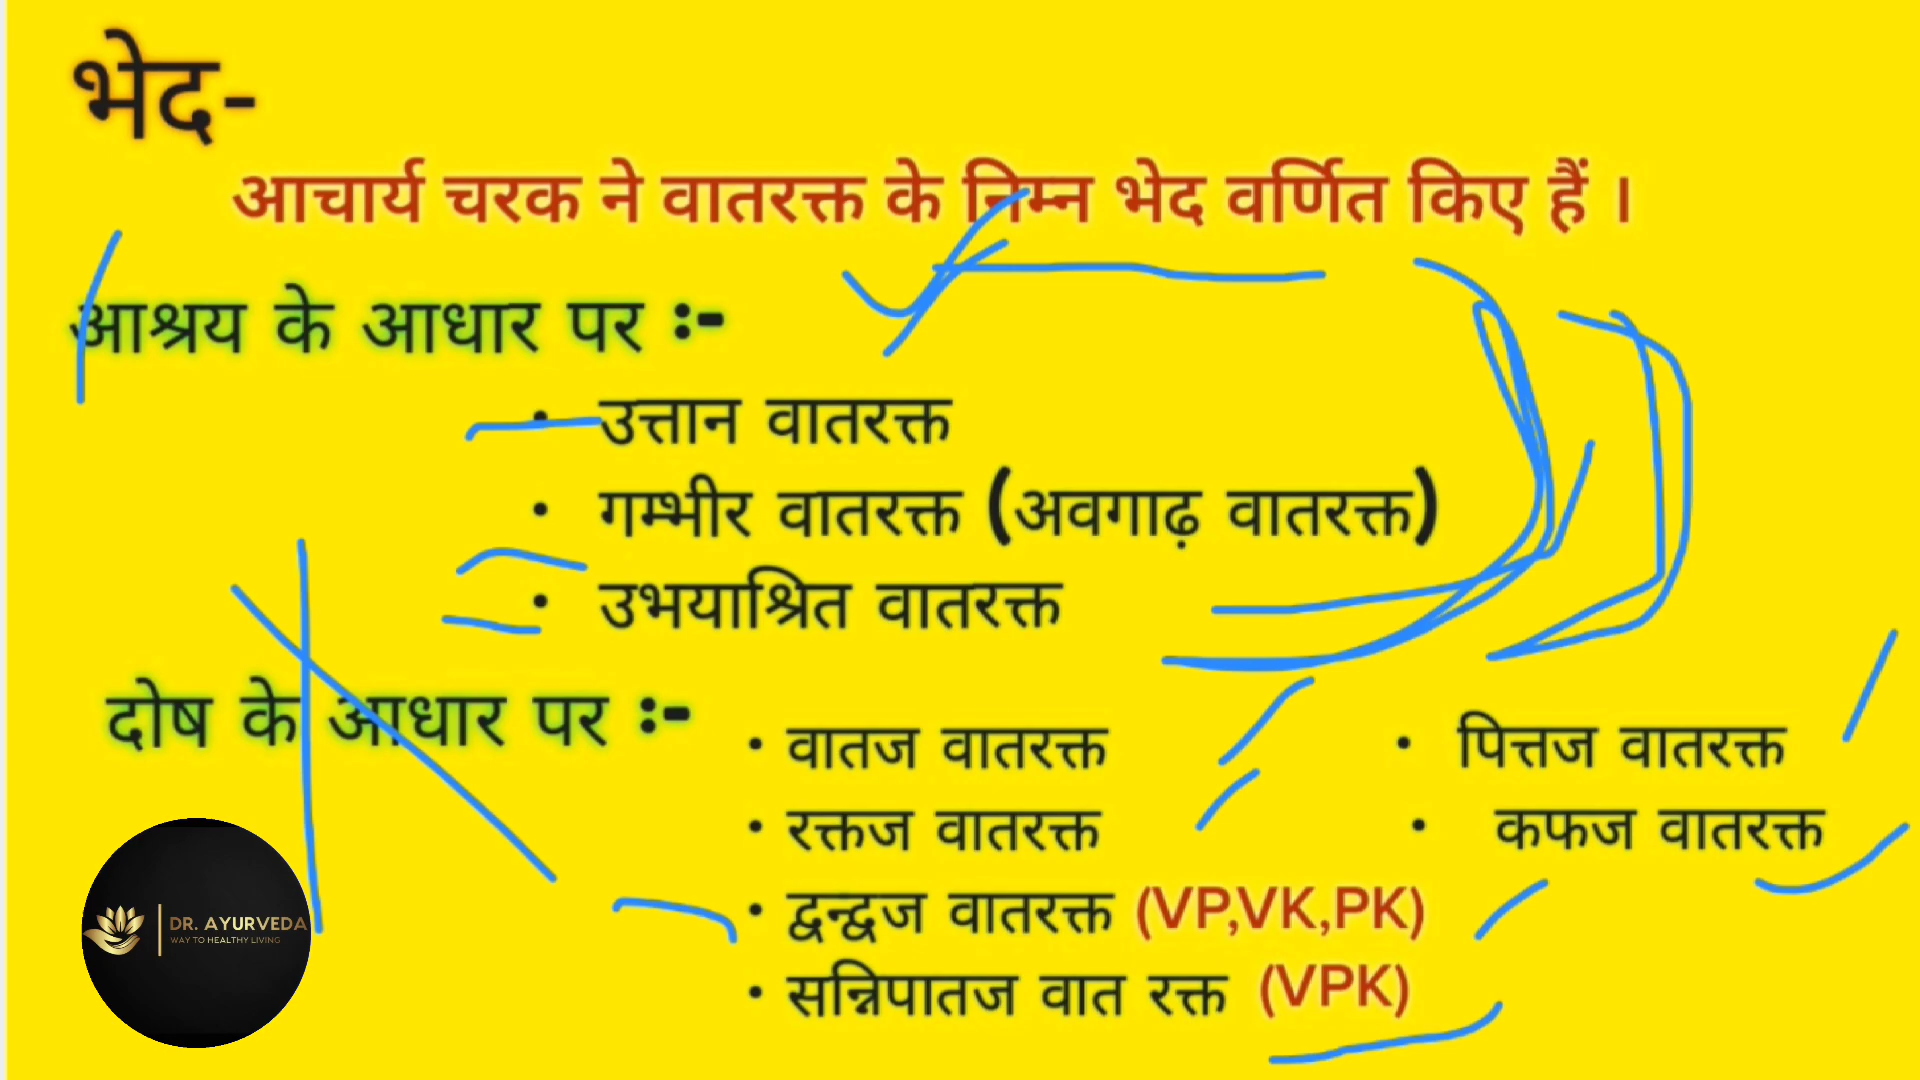 भेद-
आचार्य चरक ने वातरक्त के निम्न भेद वर्णित किए हैं ।
आश्रय के आधार पर :-
• उत्तान वातरक्त
• गम्भीर वातरक्त (अवगाढ़ वातरक्त)
• उभयाश्रित वातरक्त
दोष के आधार पर :-
• वातज वातरक्त • पित्तज वातरक्त
• रक्तज वातरक्त • कफज वातरक्त
• द्वन्द्वज वातरक्त (VP,VK,PK)
• सन्निपातज वात रक्त (VPK)
DR. AYURVEDA
WAY TO HEALTHY LIVING